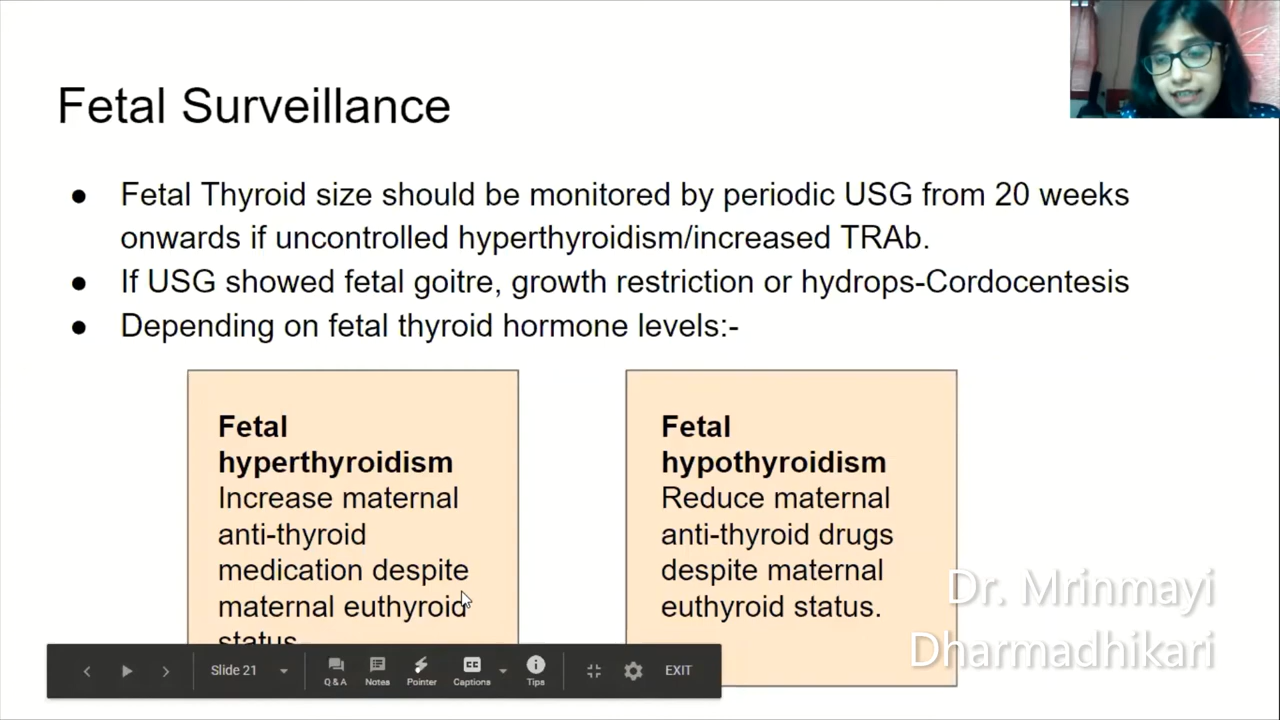 Fetal Surveillance
● Fetal Thyroid size should be monitored by periodic USG from 20 weeks
onwards if uncontrolled hyperthyroidism/increased TRAb.
● If USG showed fetal goitre, growth restriction or hydrops-Cordocentesis
● Depending on fetal thyroid hormone levels:-
Fetal
hyperthyroidism
Increase maternal
anti-thyroid
medication despite
maternal euthyroid
status.
Fetal
hypothyroidism
Reduce maternal
anti-thyroid drugs
despite maternal
euthyroid status.
Dr. Mrinmayi
Dharmadhikari
Slide 21
Q & A
Notes
Pointer
Captions
Tips
EXIT